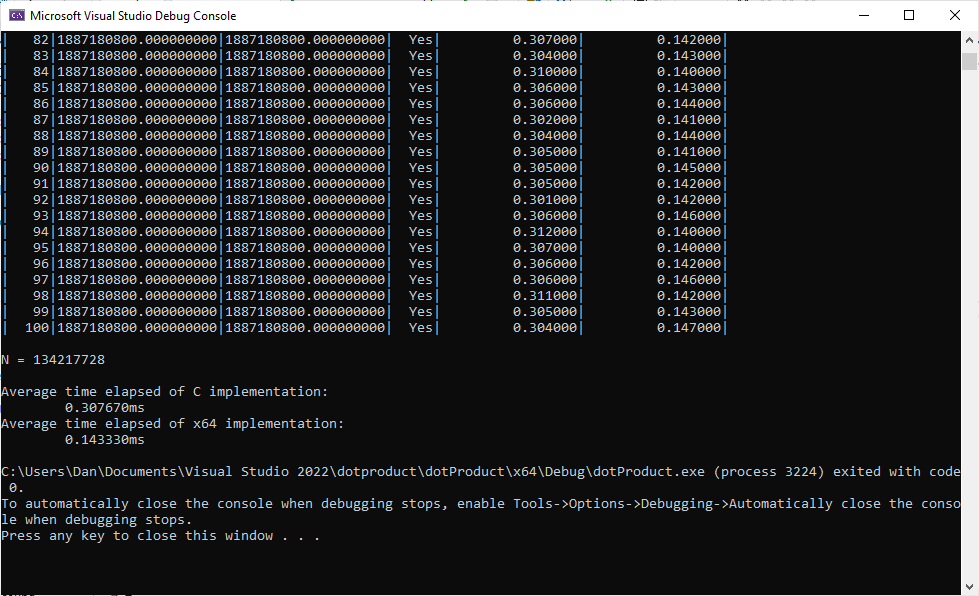 Microsoft Visual Studio Debug Console
| 82|1887180800.000000000|1887180800.000000000| Yes| 0.307000| 0.142000|
| 83|1887180800.000000000|1887180800.000000000| Yes| 0.304000| 0.143000|
| 84|1887180800.000000000|1887180800.000000000| Yes| 0.310000| 0.140000|
| 85|1887180800.000000000|1887180800.000000000| Yes| 0.306000| 0.143000|
| 86|1887180800.000000000|1887180800.000000000| Yes| 0.306000| 0.144000|
| 87|1887180800.000000000|1887180800.000000000| Yes| 0.302000| 0.141000|
| 88|1887180800.000000000|1887180800.000000000| Yes| 0.304000| 0.144000|
| 89|1887180800.000000000|1887180800.000000000| Yes| 0.305000| 0.141000|
| 90|1887180800.000000000|1887180800.000000000| Yes| 0.305000| 0.145000|
| 91|1887180800.000000000|1887180800.000000000| Yes| 0.305000| 0.142000|
| 92|1887180800.000000000|1887180800.000000000| Yes| 0.301000| 0.142000|
| 93|1887180800.000000000|1887180800.000000000| Yes| 0.306000| 0.146000|
| 94|1887180800.000000000|1887180800.000000000| Yes| 0.312000| 0.140000|
| 95|1887180800.000000000|1887180800.000000000| Yes| 0.307000| 0.140000|
| 96|1887180800.000000000|1887180800.000000000| Yes| 0.306000| 0.142000|
| 97|1887180800.000000000|1887180800.000000000| Yes| 0.306000| 0.146000|
| 98|1887180800.000000000|1887180800.000000000| Yes| 0.311000| 0.142000|
| 99|1887180800.000000000|1887180800.000000000| Yes| 0.305000| 0.143000|
| 100|1887180800.000000000|1887180800.000000000| Yes| 0.304000| 0.147000|
N = 134217728
Average time elapsed of C implementation:
0.307670ms
Average time elapsed of x64 implementation:
0.143330ms
C:\Users\Dan\Documents\Visual Studio 2022\dotproduct\dotProduct\x64\Debug\dotProduct.exe (process 3224) exited with code
0.
To automatically close the console when debugging stops, enable Tools->Options->Debugging->Automatically close the conso
le when debugging stops.
Press any key to close this window . . .